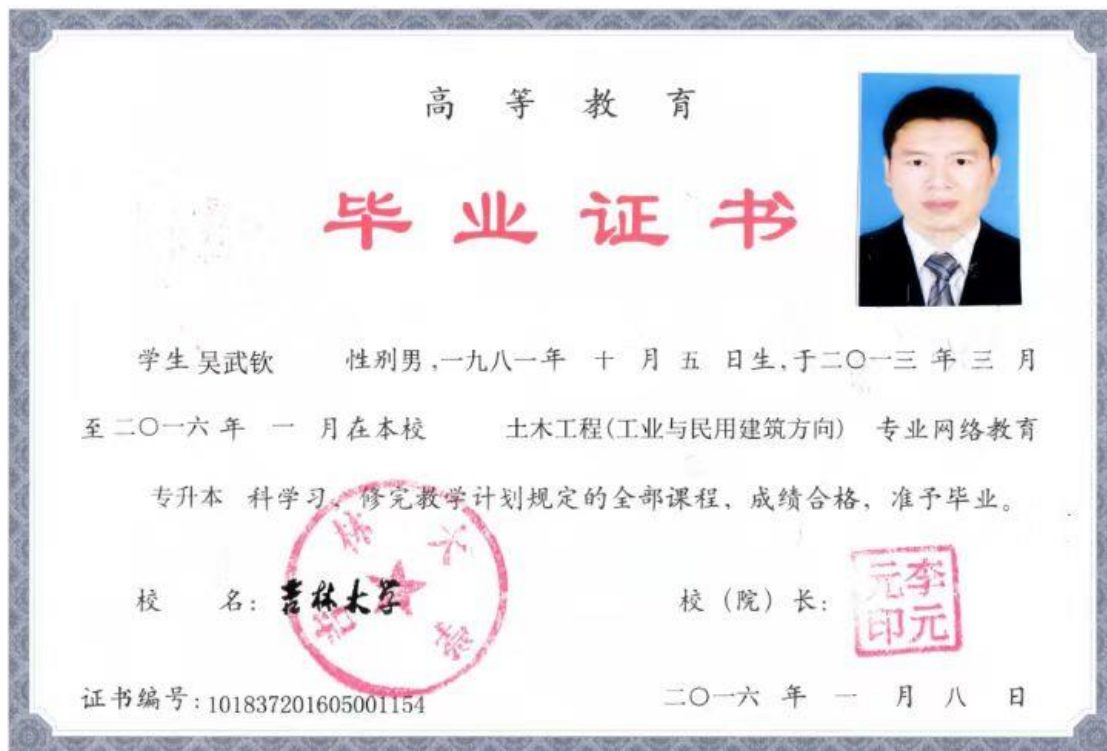 高等教育
毕业证书
学生 吴武钦 性别男,一九八一年 十 月 五 日生,于二〇一三 年 三 月
至二〇一六 年 一 月在本校 土木工程(工业与民用建筑方向) 专业网络教育
专升本 科学习、修完教学计划规定的全部课程、成绩合格、准予毕业。
校 名: 吉林大学 校(院)长: 李元元印
吉林大学
证书编号:101837201605001154 二〇一六 年 一 月 八 日